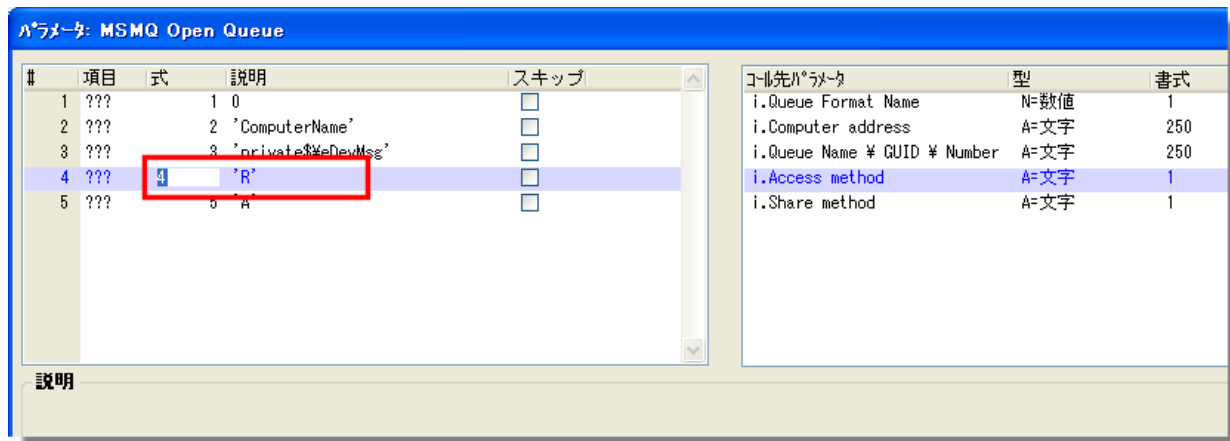 パラメータ: MSMQ Open Queue
# 項目 式 説明 スキップ
1 ??? 1 0
2 ??? 2 'ComputerName'
3 ??? 3 'private$¥eDevMsg'
4 ??? 4 'R'
5 ??? 5 'A'
コール先パラメータ 型 書式
i.Queue Format Name N=数値 1
i.Computer address A=文字 250
i.Queue Name ¥ GUID ¥ Number A=文字 250
i.Access method A=文字 1
i.Share method A=文字 1
説明